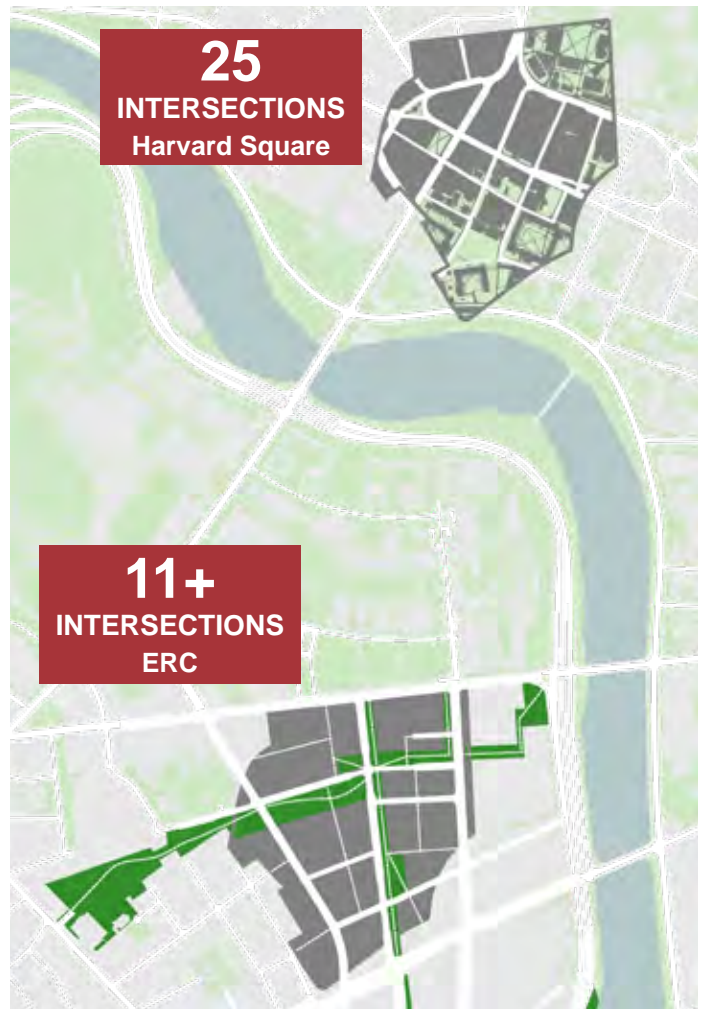 25
INTERSECTIONS
Harvard Square
11+
INTERSECTIONS
ERC